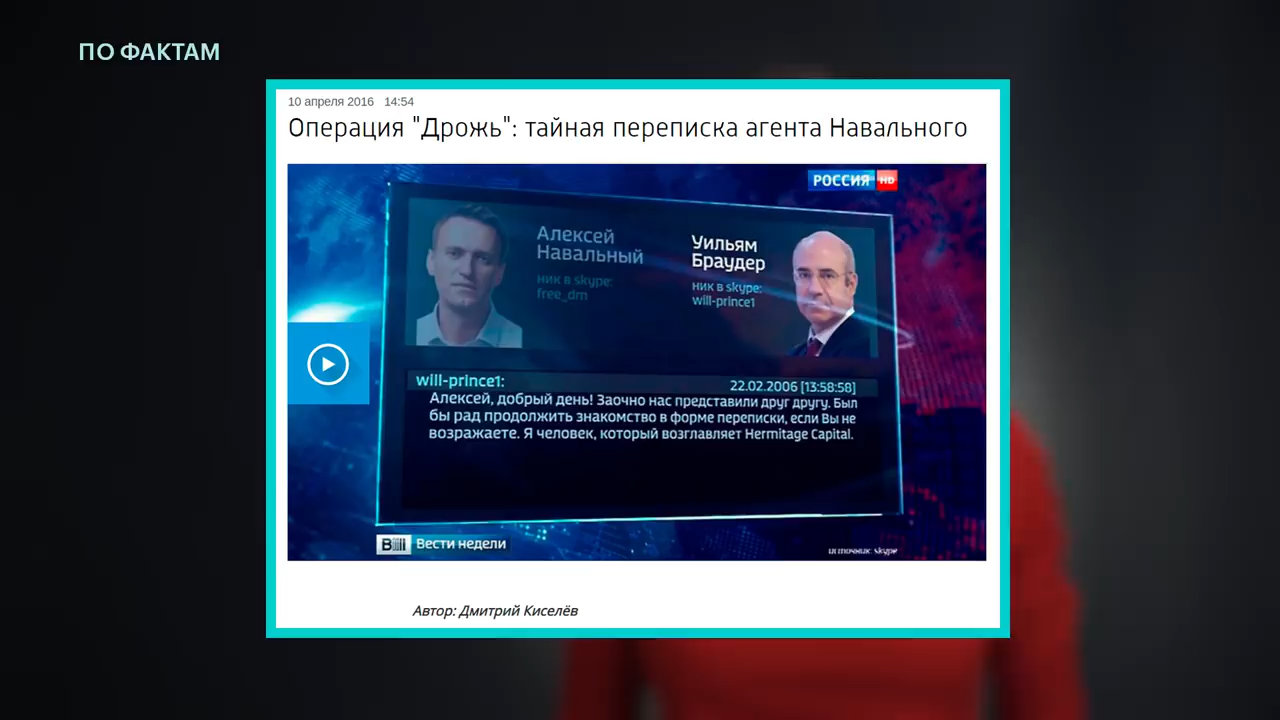 ПО ФАКТАМ
10 апреля 2016 14:54
Операция "Дрожь": тайная переписка агента Навального
РОССИЯ HD
Алексей
Навальный
ник в skype:
free_dm
Уильям
Браудер
ник в skype:
will-prince1
will-prince1:
22.02.2006 [13:58:58]
Алексей, добрый день! Заочно нас представили друг другу. Был
бы рад продолжить знакомство в форме переписки, если Вы не
возражаете. Я человек, который возглавляет Hermitage Capital.
Вести недели
источник: skype
Автор: Дмитрий Киселёв